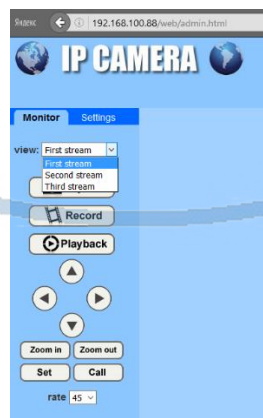 Яндекс 192.168.100.88/web/admin.html
IP CAMERA
Monitor Settings
view: First stream
First stream
Second stream
Third stream
Record
Playback
Zoom in Zoom out
Set Call
rate 45